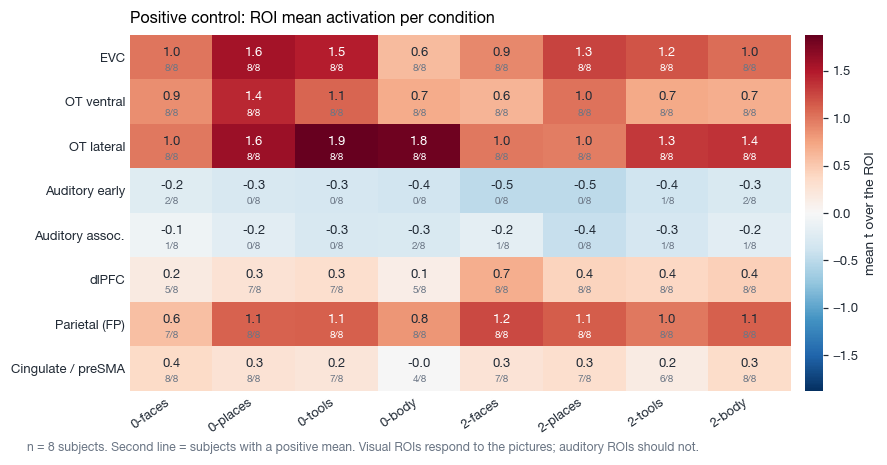 Positive control: ROI mean activation per condition
EVC 1.0 1.6 1.5 0.6 0.9 1.3 1.2 1.0
8/8 8/8 8/8 8/8 8/8 8/8 8/8 8/8
OT ventral 0.9 1.4 1.1 0.7 0.6 1.0 0.7 0.7
8/8 8/8 8/8 8/8 8/8 8/8 8/8 8/8
OT lateral 1.0 1.6 1.9 1.8 1.0 1.0 1.3 1.4
8/8 8/8 8/8 8/8 8/8 8/8 8/8 8/8
Auditory early -0.2 -0.3 -0.3 -0.4 -0.5 -0.5 -0.4 -0.3
2/8 0/8 0/8 0/8 0/8 0/8 1/8 2/8
Auditory assoc. -0.1 -0.2 -0.3 -0.3 -0.2 -0.4 -0.3 -0.2
1/8 0/8 0/8 2/8 1/8 0/8 1/8 1/8
dlPFC 0.2 0.3 0.3 0.1 0.7 0.4 0.4 0.4
5/8 7/8 7/8 5/8 8/8 8/8 8/8 8/8
Parietal (FP) 0.6 1.1 1.1 0.8 1.2 1.1 1.0 1.1
7/8 8/8 8/8 8/8 8/8 8/8 8/8 8/8
Cingulate / preSMA 0.4 0.3 0.2 -0.0 0.3 0.3 0.2 0.3
8/8 8/8 7/8 4/8 7/8 7/8 6/8 8/8
0-faces 0-places 0-tools 0-body 2-faces 2-places 2-tools 2-body
1.5
1.0
0.5
0.0
−0.5
−1.0
−1.5
mean t over the ROI
n = 8 subjects. Second line = subjects with a positive mean. Visual ROIs respond to the pictures; auditory ROIs should not.